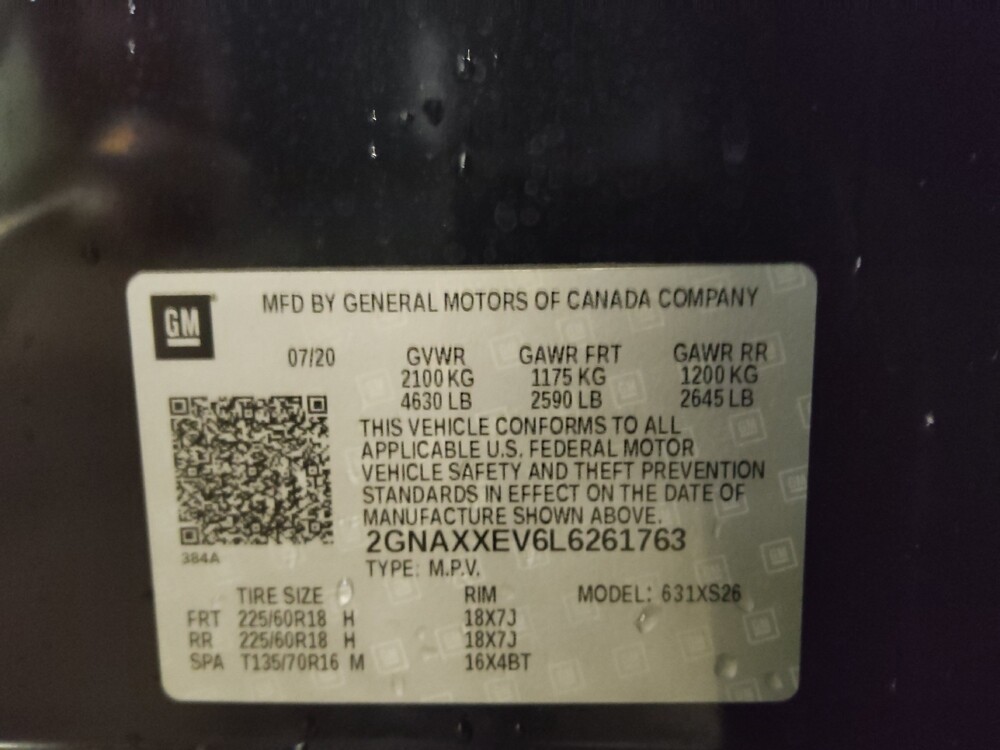 GM
MFD BY GENERAL MOTORS OF CANADA COMPANY
07/20 GVWR GAWR FRT GAWR RR
2100 KG 1175 KG 1200 KG
4630 LB 2590 LB 2645 LB
THIS VEHICLE CONFORMS TO ALL
APPLICABLE U.S. FEDERAL MOTOR
VEHICLE SAFETY AND THEFT PREVENTION
STANDARDS IN EFFECT ON THE DATE OF
MANUFACTURE SHOWN ABOVE.
2GNAXXEV6L6261763
384A
TYPE: M.P.V.
TIRE SIZE RIM MODEL: 631XS26
FRT 225/60R18 H 18X7J
RR 225/60R18 H 18X7J
SPA T135/70R16 M 16X4BT